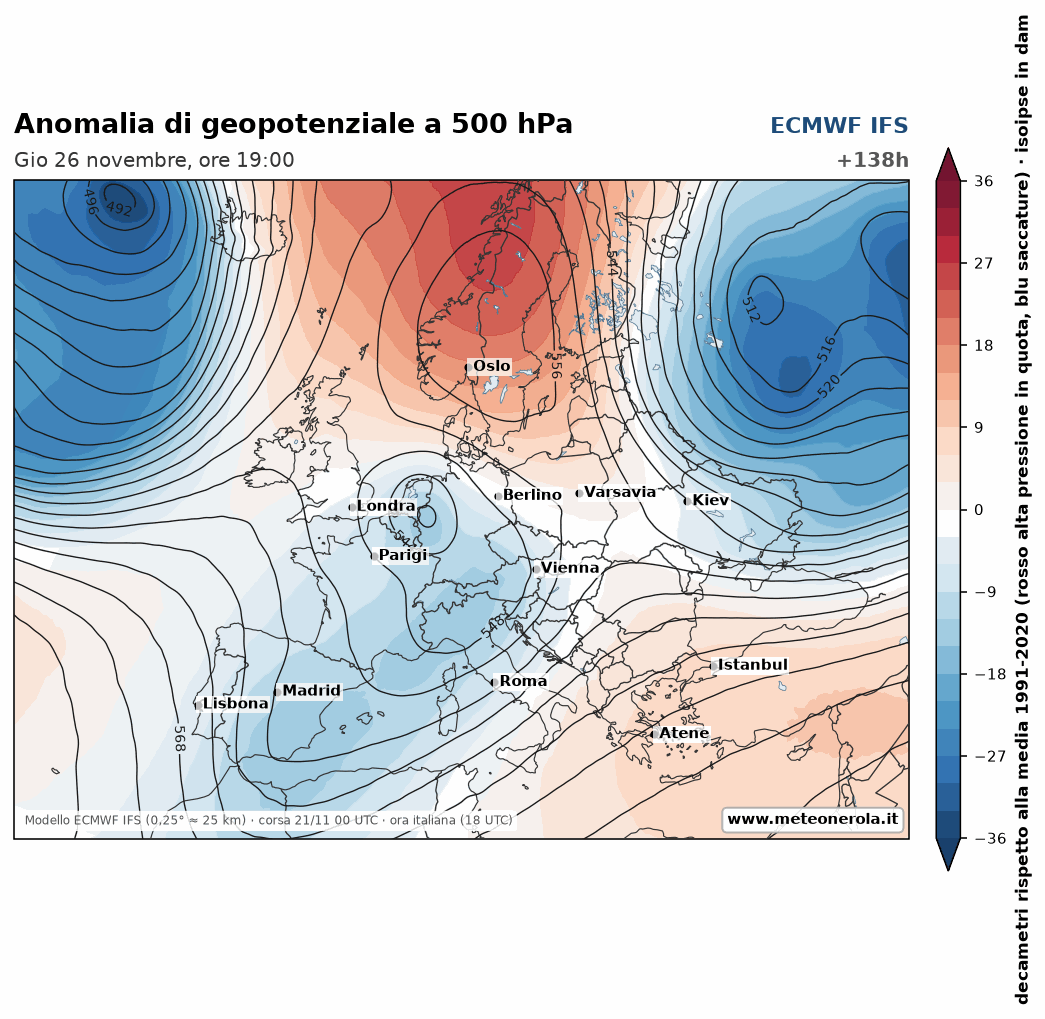 Anomalia di geopotenziale a 500 hPa
ECMWF IFS
Gio 26 novembre, ore 19:00
+138h
496
492
544
512
516
520
556
Oslo
Londra
Berlino
Varsavia
Kiev
Parigi
Vienna
548
Madrid
Lisbona
Roma
Istanbul
Atene
568
Modello ECMWF IFS (0,25° ≈ 25 km) · corsa 21/11 00 UTC · ora italiana (18 UTC)
www.meteonerola.it
36
27
18
9
0
−9
−18
−27
−36
decametri rispetto alla media 1991-2020 (rosso alta pressione in quota, blu saccature) · isoipse in dam